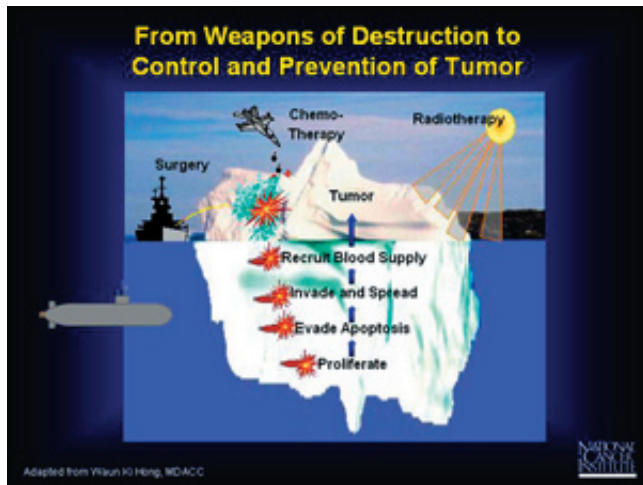 From Weapons of Destruction to
Control and Prevention of Tumor
Chemo-
Therapy
Radiotherapy
Surgery
Tumor
Recruit Blood Supply
Invade and Spread
Evade Apoptosis
Proliferate
Adapted from Waun Ki Hong, MDACC
NATIONAL
CANCER
INSTITUTE